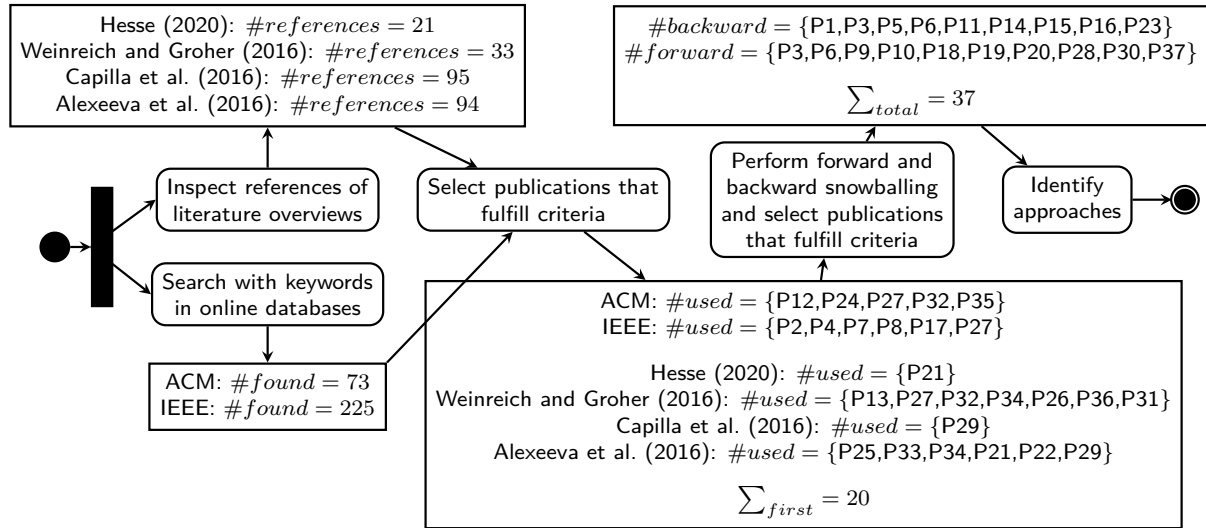 Hesse (2020): #references = 21
Weinreich and Groher (2016): #references = 33
Capilla et al. (2016): #references = 95
Alexeeva et al. (2016): #references = 94
#backward = {P1,P3,P5,P6,P11,P14,P15,P16,P23}
#forward = {P3,P6,P9,P10,P18,P19,P20,P28,P30,P37}
∑total = 37
Inspect references of
literature overviews
Select publications that
fulfill criteria
Perform forward and
backward snowballing
and select publications
that fulfill criteria
Identify
approaches
Search with keywords
in online databases
ACM: #found = 73
IEEE: #found = 225
ACM: #used = {P12,P24,P27,P32,P35}
IEEE: #used = {P2,P4,P7,P8,P17,P27}
Hesse (2020): #used = {P21}
Weinreich and Groher (2016): #used = {P13,P27,P32,P34,P26,P36,P31}
Capilla et al. (2016): #used = {P29}
Alexeeva et al. (2016): #used = {P25,P33,P34,P21,P22,P29}
∑first = 20